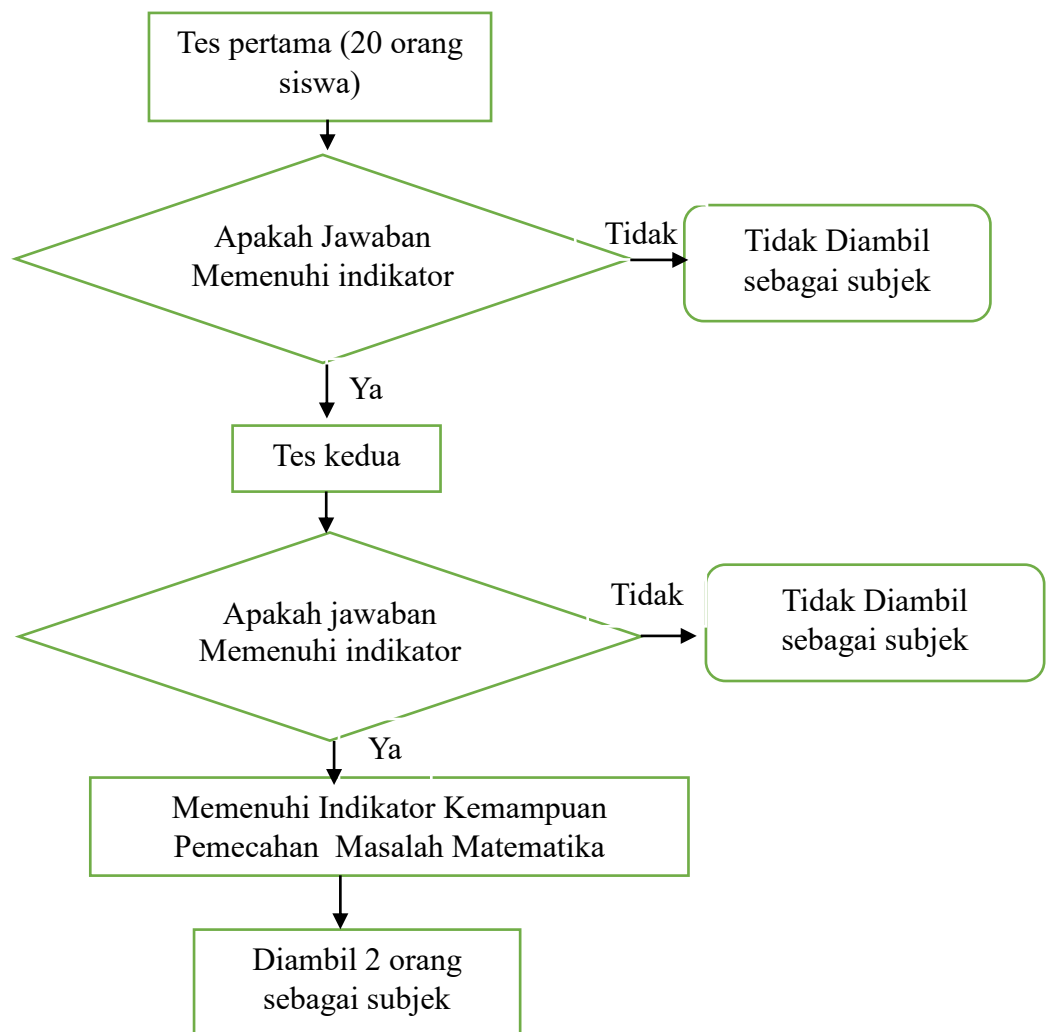 Tes pertama (20 orang
siswa)
Apakah Jawaban
Memenuhi indikator
Tidak
Tidak Diambil
sebagai subjek
Ya
Tes kedua
Apakah jawaban
Memenuhi indikator
Tidak
Tidak Diambil
sebagai subjek
Ya
Memenuhi Indikator Kemampuan
Pemecahan Masalah Matematika
Diambil 2 orang
sebagai subjek